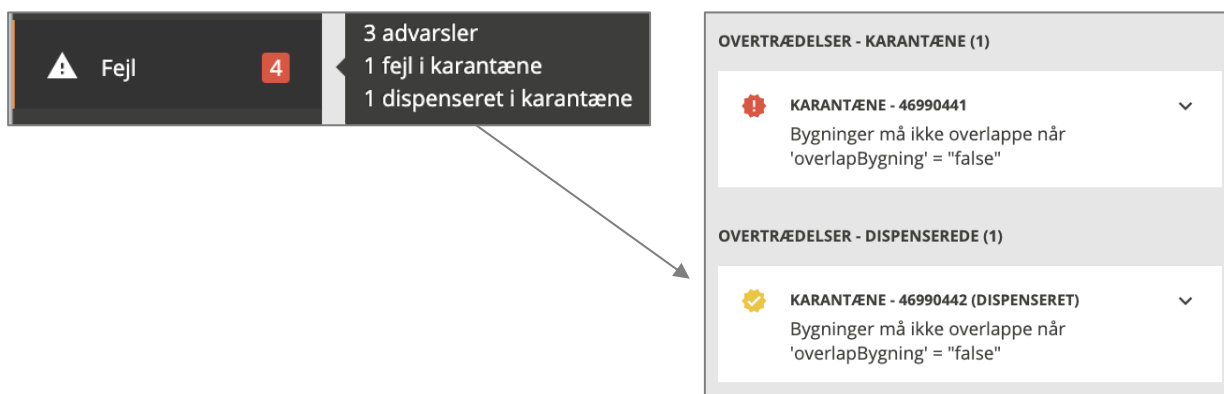 Fejl
4
3 advarsler
1 fejl i karantæne
1 dispenseret i karantæne
OVERTRÆDELSER - KARANTÆNE (1)
KARANTÆNE - 46990441
Bygninger må ikke overlappe når
'overlapBygning' = "false"
OVERTRÆDELSER - DISPENSEREDE (1)
KARANTÆNE - 46990442 (DISPENSERET)
Bygninger må ikke overlappe når
'overlapBygning' = "false"